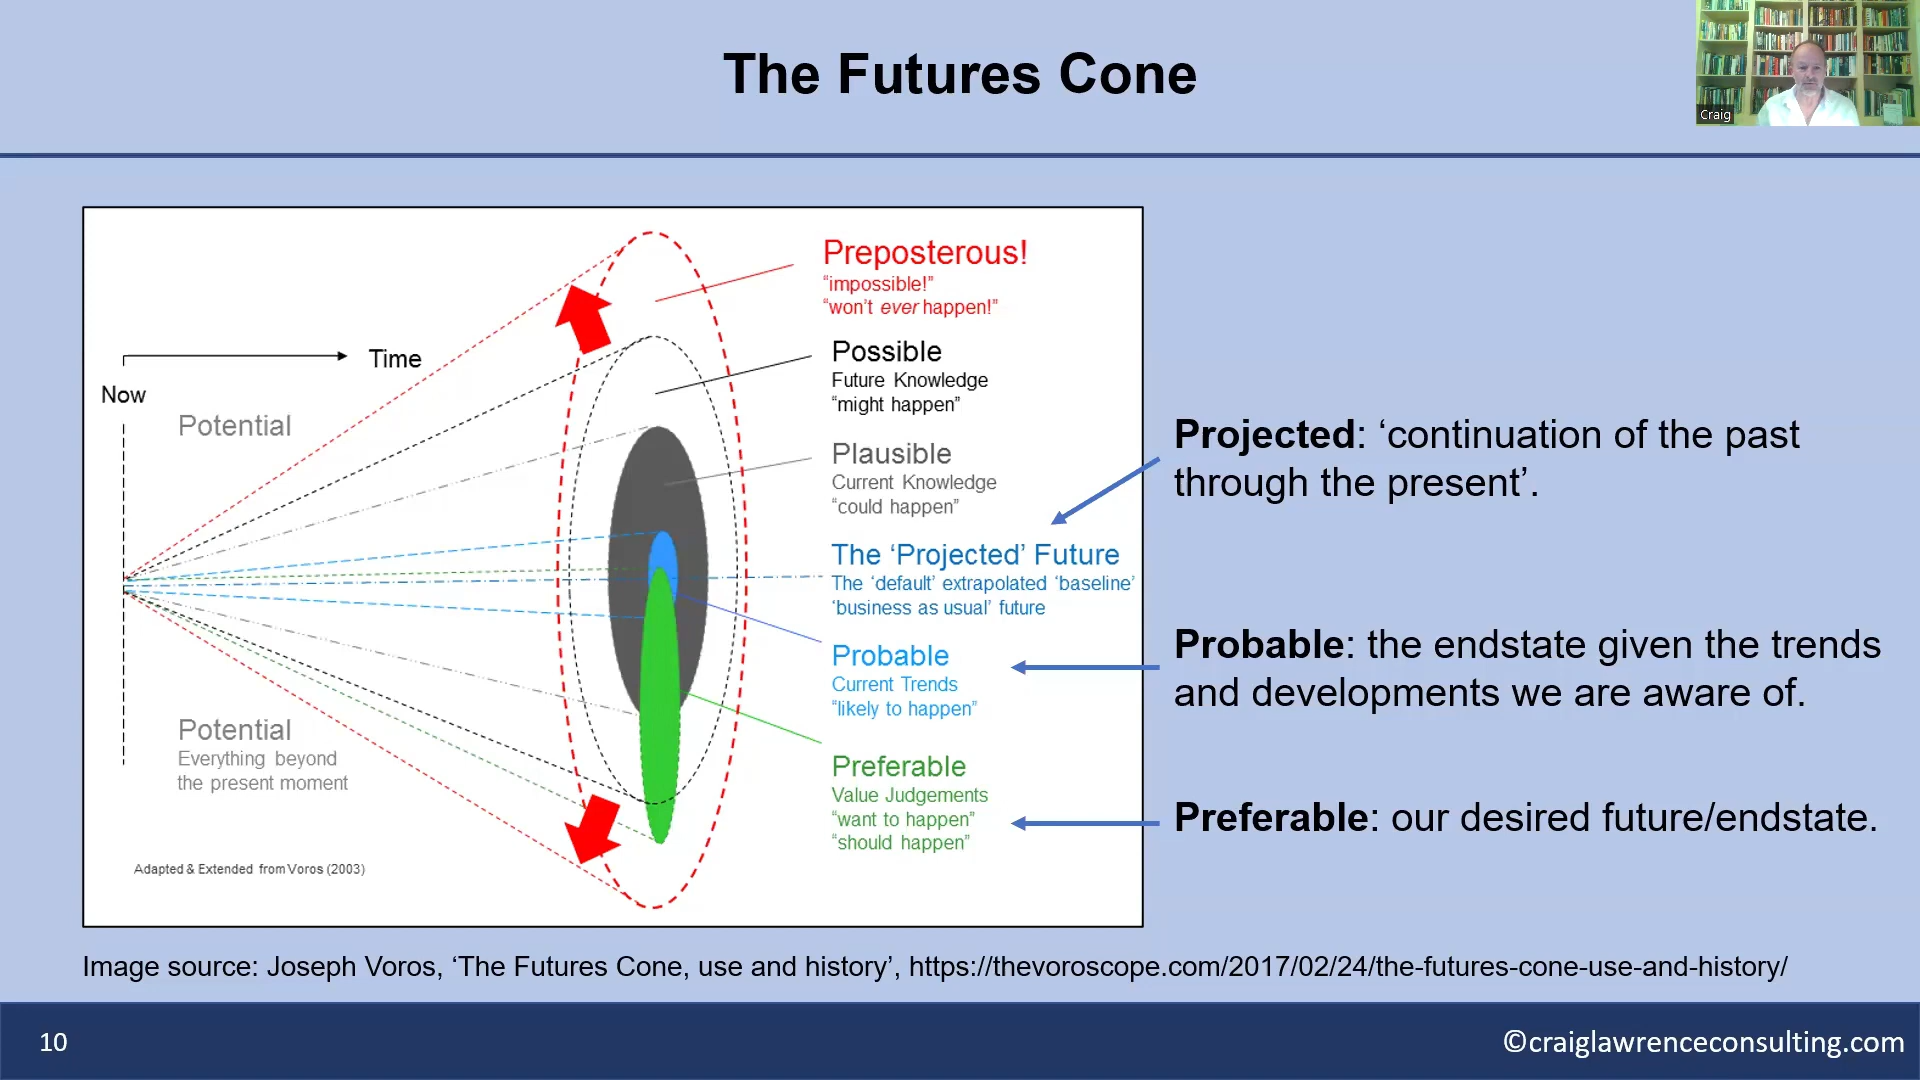 The Futures Cone
Craig
Preposterous!
“impossible!”
“won’t ever happen!”
Possible
Future Knowledge
“might happen”
Plausible
Current Knowledge
“could happen”
The ‘Projected’ Future
The ‘default’ extrapolated ‘baseline’
‘business as usual’ future
Probable
Current Trends
“likely to happen”
Preferable
Value Judgements
“want to happen”
“should happen”
Time
Now
Potential
Potential
Everything beyond
the present moment
Adapted & Extended from Voros (2003)
Projected: ‘continuation of the past
through the present’.
Probable: the endstate given the trends
and developments we are aware of.
Preferable: our desired future/endstate.
Image source: Joseph Voros, ‘The Futures Cone, use and history’, https://thevoroscope.com/2017/02/24/the-futures-cone-use-and-history/
10
©craiglawrenceconsulting.com